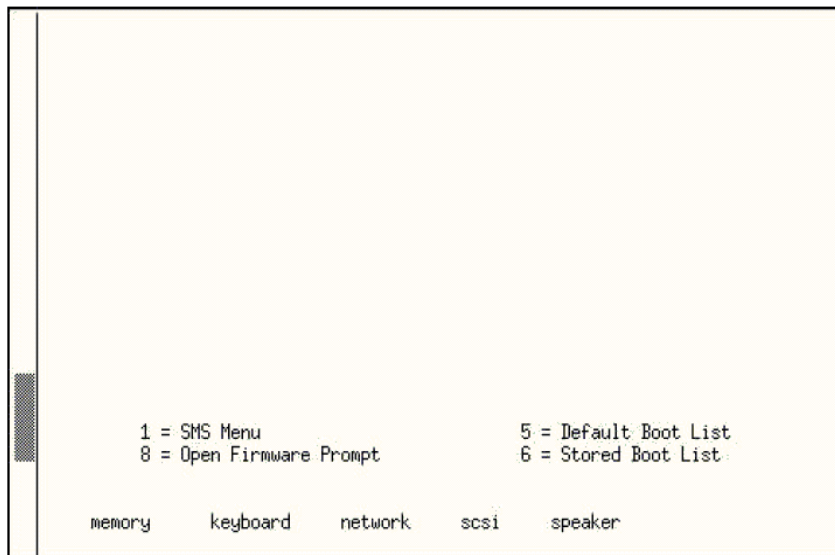 1 = SMS Menu 5 = Default Boot List
8 = Open Firmware Prompt 6 = Stored Boot List
memory keyboard network scsi speaker